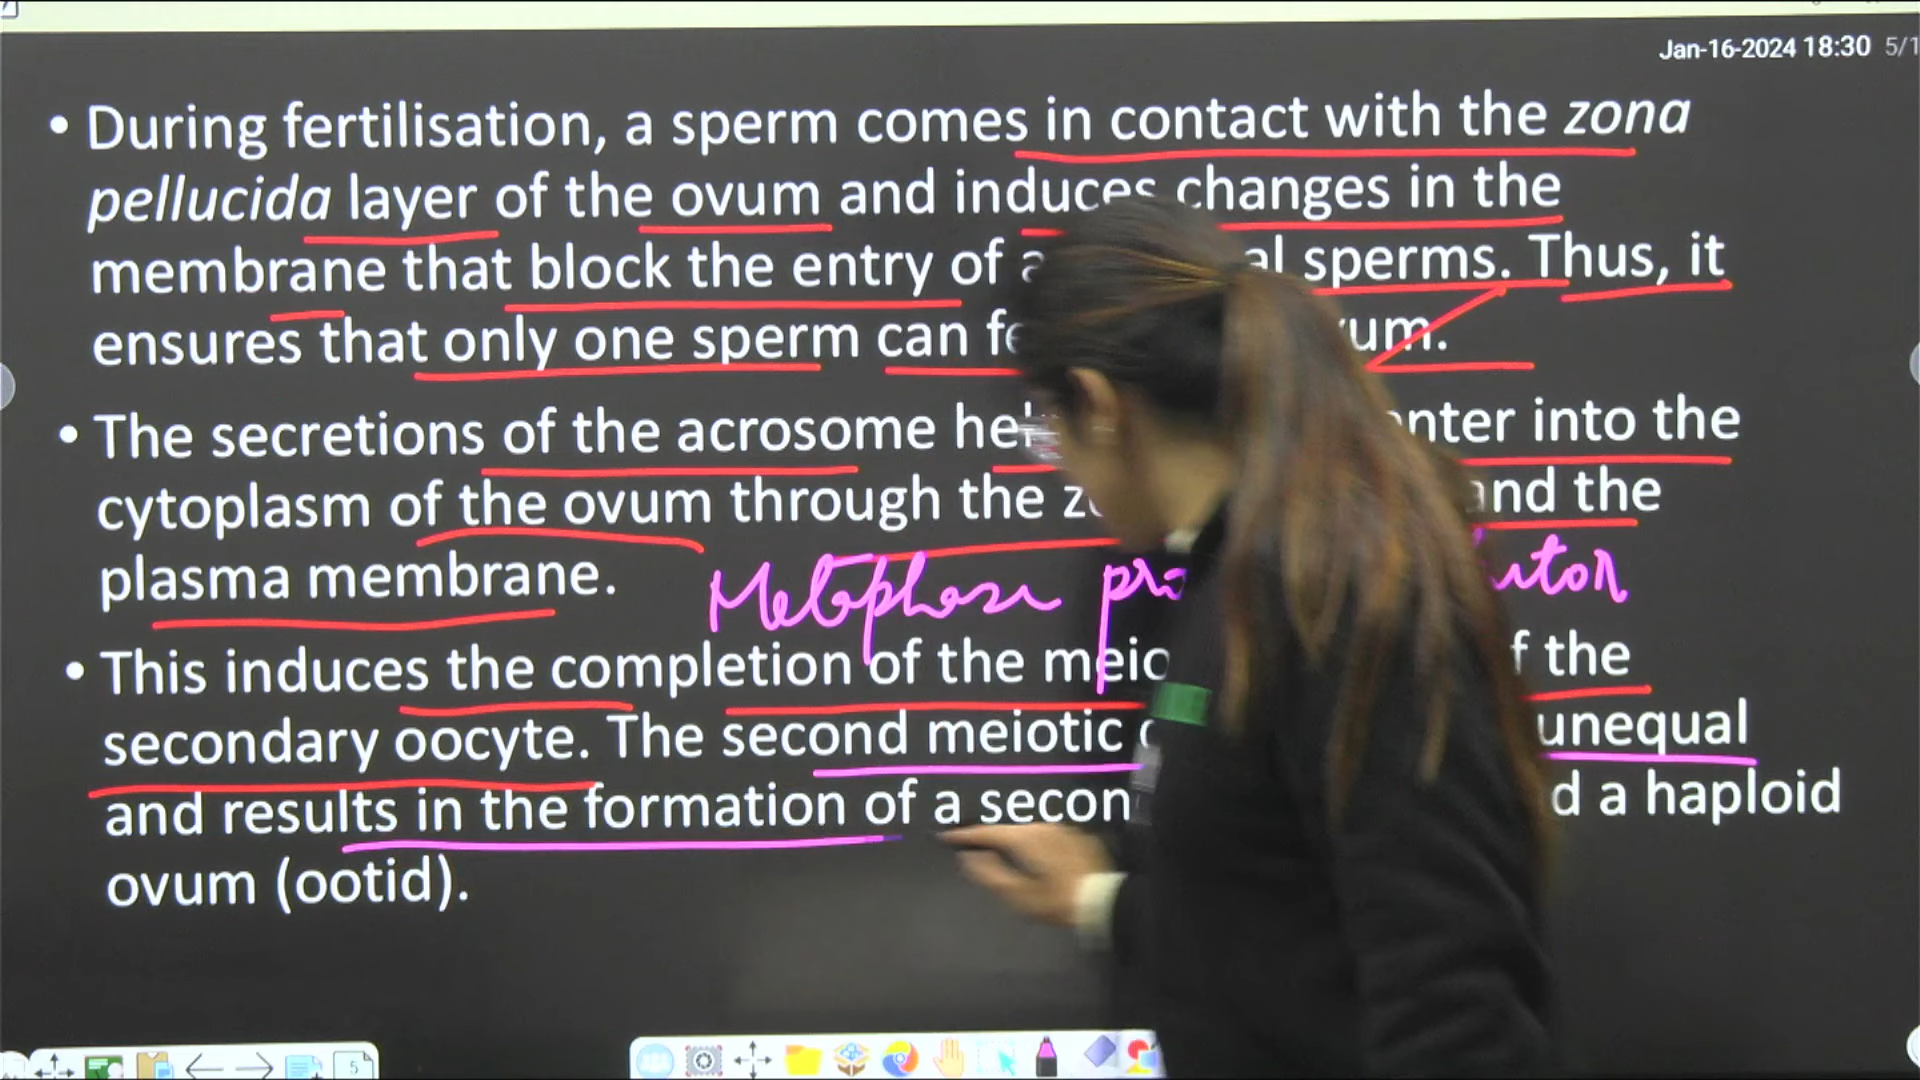 Jan-16-2024 18:30 5/1
• During fertilisation, a sperm comes in contact with the zona
pellucida layer of the ovum and induces changes in the
membrane that block the entry of sperms. Thus, it
ensures that only one sperm can
• The secretions of the acrosome into the
cytoplasm of the ovum through the and the
plasma membrane.
Metaphase
• This induces the completion of the the
secondary oocyte. The second meiotic unequal
and results in the formation of a a haploid
ovum (ootid).
5